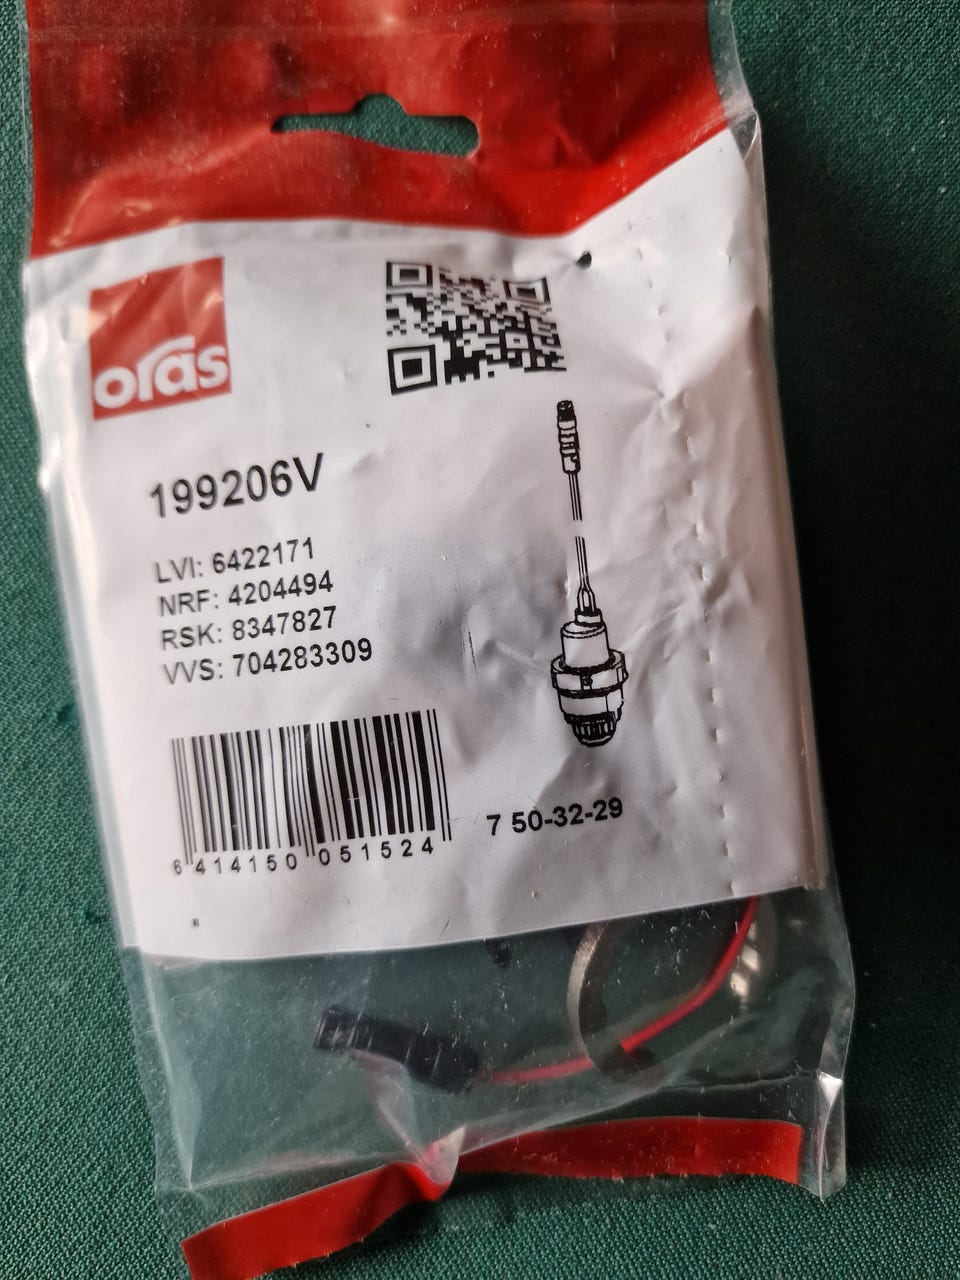 oras
199206V
LVI: 6422171
NRF: 4204494
RSK: 8347827
VVS: 704283309
6 414150 051524
7 50-32-29